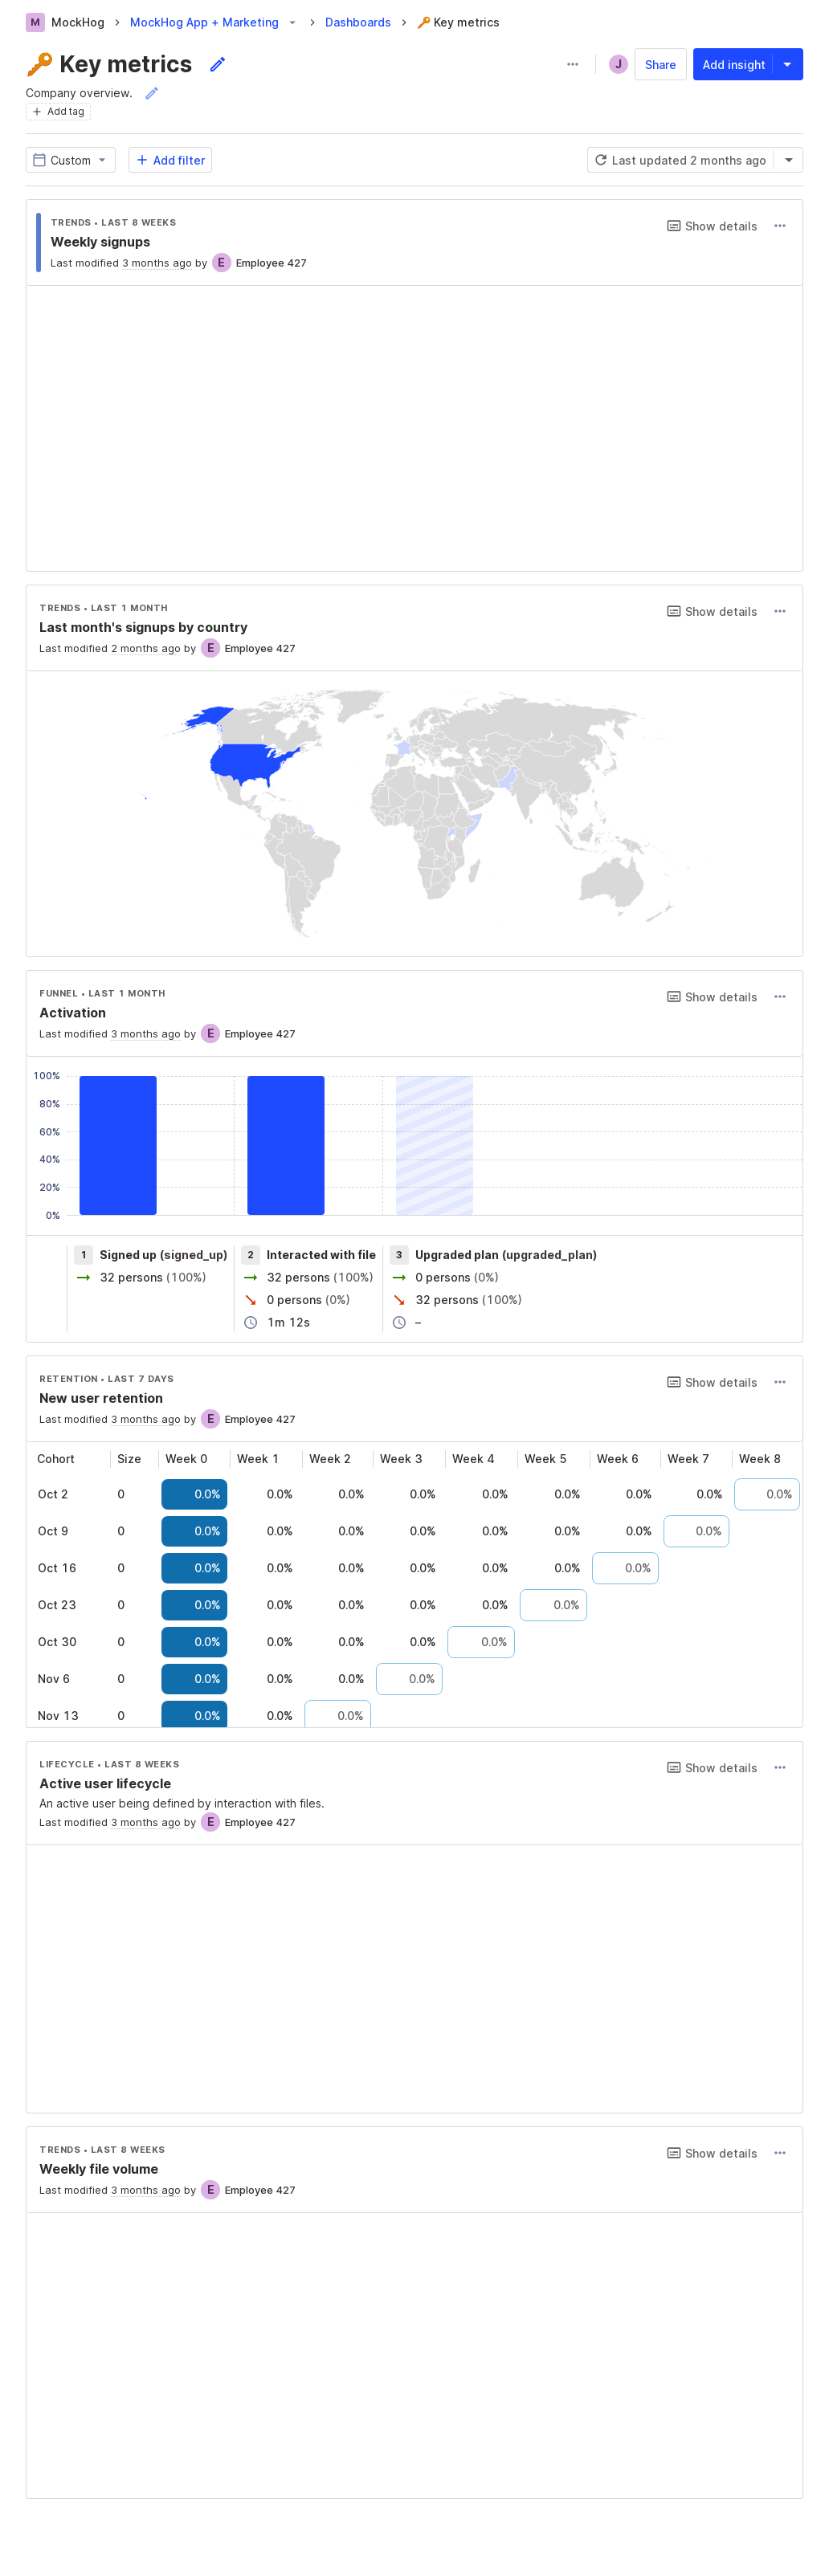 M MockHog > MockHog App + Marketing > Dashboards > 🔑 Key metrics
🔑 Key metrics
J Share Add insight
Company overview.
+ Add tag
Custom + Add filter Last updated 2 months ago
TRENDS • LAST 8 WEEKS Show details
Weekly signups
Last modified 3 months ago by E Employee 427
TRENDS • LAST 1 MONTH Show details
Last month's signups by country
Last modified 2 months ago by E Employee 427
FUNNEL • LAST 1 MONTH Show details
Activation
Last modified 3 months ago by E Employee 427
100%
80%
60%
40%
20%
0%
1 Signed up (signed_up) 2 Interacted with file 3 Upgraded plan (upgraded_plan)
32 persons (100%) 32 persons (100%) 0 persons (0%)
0 persons (0%) 32 persons (100%)
1m 12s –
RETENTION • LAST 7 DAYS Show details
New user retention
Last modified 3 months ago by E Employee 427
Cohort Size Week 0 Week 1 Week 2 Week 3 Week 4 Week 5 Week 6 Week 7 Week 8
Oct 2 0 0.0% 0.0% 0.0% 0.0% 0.0% 0.0% 0.0% 0.0% 0.0%
Oct 9 0 0.0% 0.0% 0.0% 0.0% 0.0% 0.0% 0.0% 0.0%
Oct 16 0 0.0% 0.0% 0.0% 0.0% 0.0% 0.0% 0.0%
Oct 23 0 0.0% 0.0% 0.0% 0.0% 0.0% 0.0%
Oct 30 0 0.0% 0.0% 0.0% 0.0% 0.0%
Nov 6 0 0.0% 0.0% 0.0% 0.0%
Nov 13 0 0.0% 0.0% 0.0%
LIFECYCLE • LAST 8 WEEKS Show details
Active user lifecycle
An active user being defined by interaction with files.
Last modified 3 months ago by E Employee 427
TRENDS • LAST 8 WEEKS Show details
Weekly file volume
Last modified 3 months ago by E Employee 427